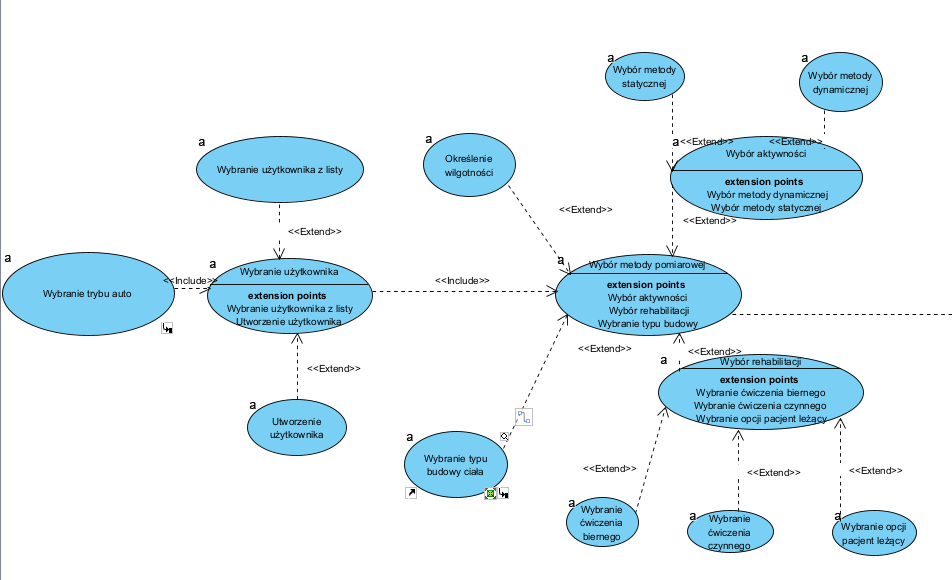 a
Wybór metody
statycznej
a
Wybór metody
dynamicznej
a
Wybranie użytkownika z listy
a
Określenie
wilgotności
a
<<Extend>>
<<Extend>>
Wybór aktywności
extension points
Wybór metody dynamicznej
Wybór metody statycznej
<<Extend>>
<<Extend>>
<<Extend>>
a
Wybranie trybu auto
<<Include>>
a
Wybranie użytkownika
extension points
Wybranie użytkownika z listy
Utworzenie użytkownika
<<Include>>
a
Wybór metody pomiarowej
extension points
Wybór aktywności
Wybór rehabilitacji
Wybranie typu budowy
<<Extend>>
<<Extend>>
<<Extend>>
a
Wybór rehabilitacji
extension points
Wybranie ćwiczenia biernego
Wybranie ćwiczenia czynnego
Wybranie opcji pacjent leżący
a
Utworzenie
użytkownika
a
Wybranie typu
budowy ciała
<<Extend>>
<<Extend>>
<<Extend>>
a
Wybranie
ćwiczenia
biernego
a
Wybranie
ćwiczenia
czynnego
a
Wybranie opcji
pacjent leżący